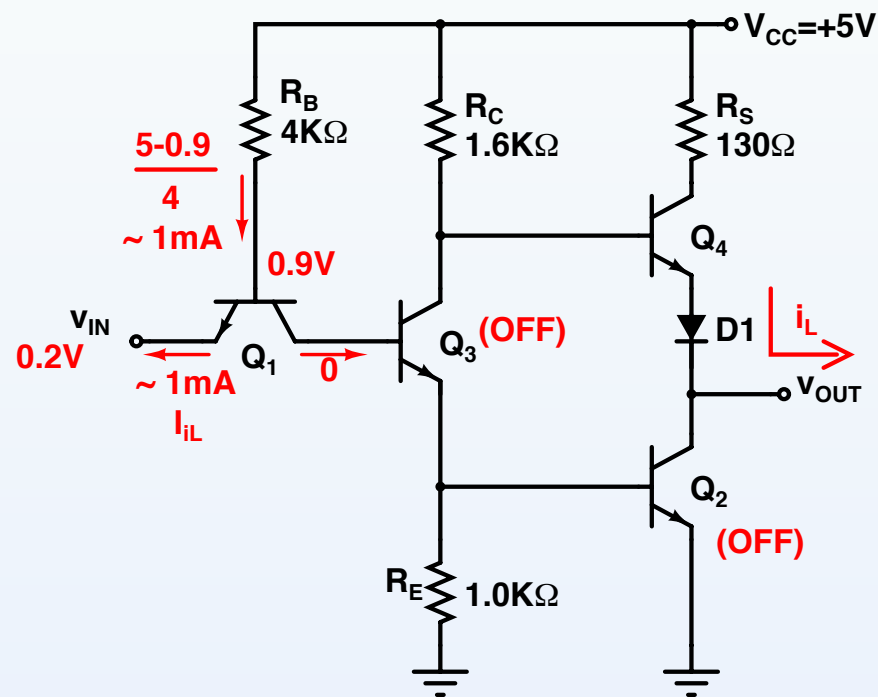 V_CC=+5V
R_B
4KΩ
R_C
1.6KΩ
R_S
130Ω
5-0.9
4
~ 1mA
0.9V
Q_4
v_IN
0.2V
Q_1
0
Q_3
(OFF)
D1
i_L
~ 1mA
I_iL
v_OUT
Q_2
(OFF)
R_E
1.0KΩ